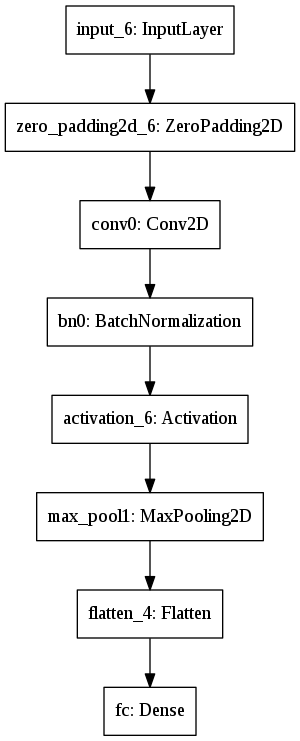 input_6: InputLayer
zero_padding2d_6: ZeroPadding2D
conv0: Conv2D
bn0: BatchNormalization
activation_6: Activation
max_pool1: MaxPooling2D
flatten_4: Flatten
fc: Dense